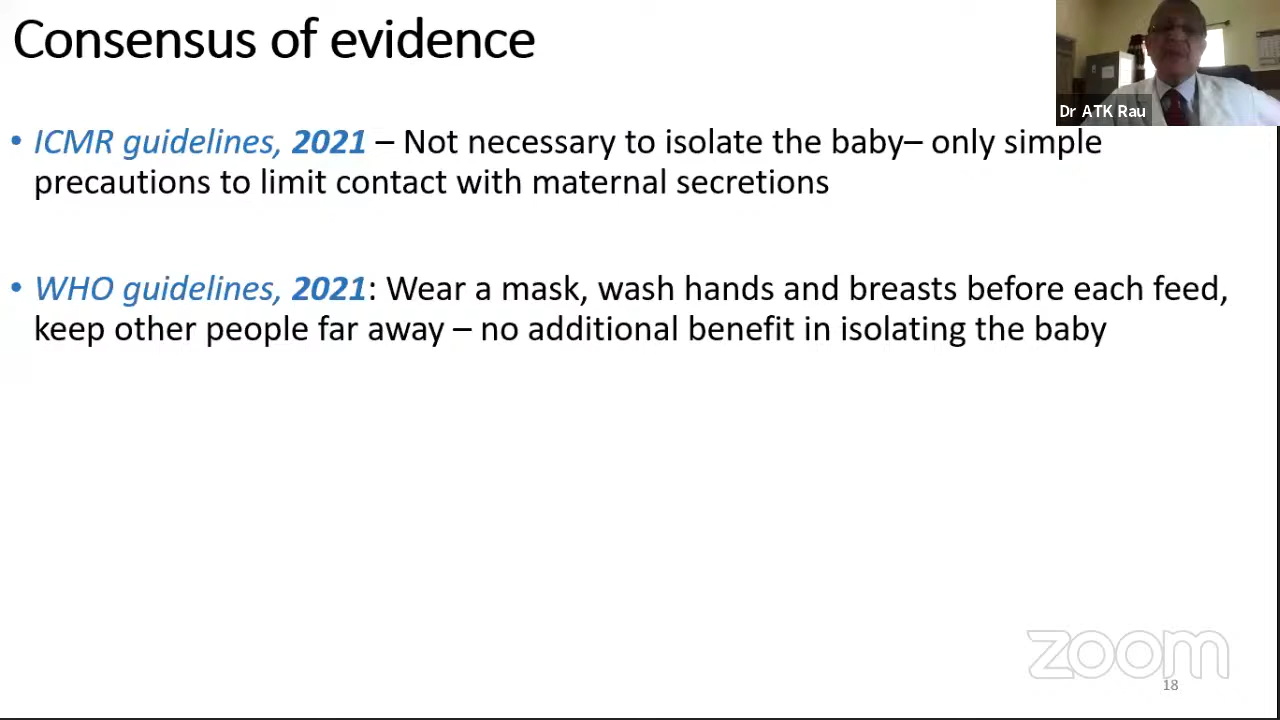 Consensus of evidence
Dr ATK Rau
• ICMR guidelines, 2021 – Not necessary to isolate the baby– only simple
precautions to limit contact with maternal secretions
• WHO guidelines, 2021: Wear a mask, wash hands and breasts before each feed,
keep other people far away – no additional benefit in isolating the baby
zoom
18